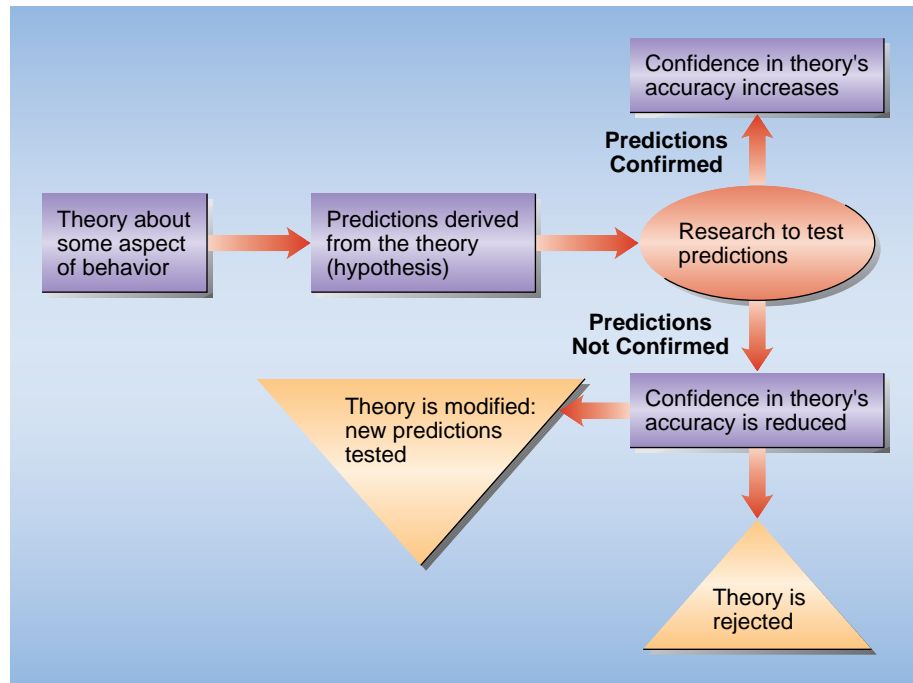 Confidence in theory's
accuracy increases
Predictions
Confirmed
Theory about
some aspect
of behavior
Predictions derived
from the theory
(hypothesis)
Research to test
predictions
Predictions
Not Confirmed
Theory is modified:
new predictions
tested
Confidence in theory's
accuracy is reduced
Theory is
rejected